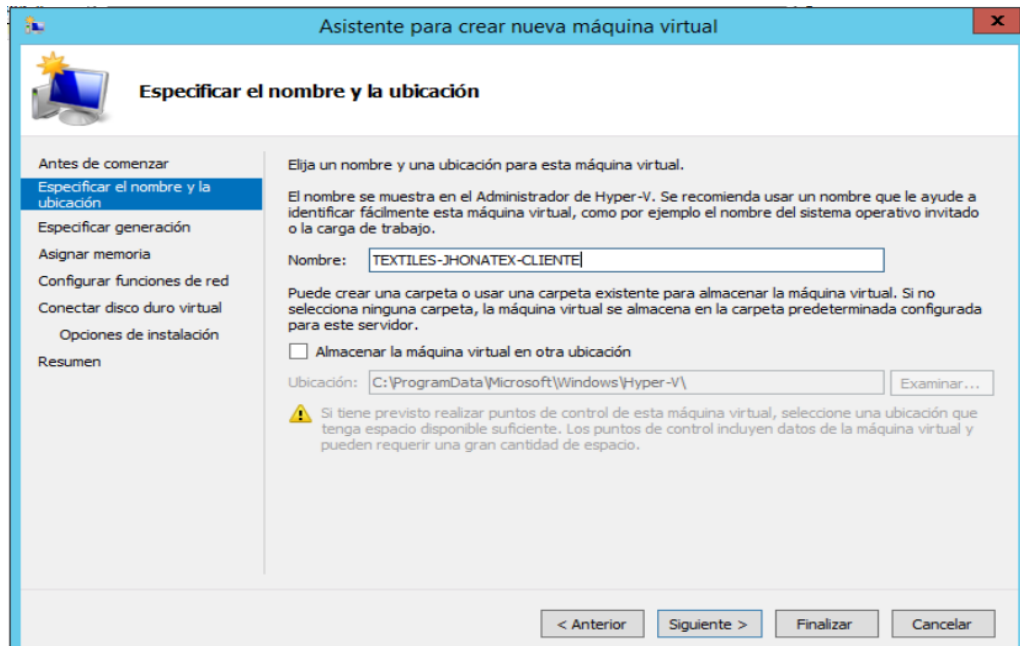 Asistente para crear nueva máquina virtual
x
Especificar el nombre y la ubicación
Antes de comenzar
Especificar el nombre y la
ubicación
Especificar generación
Asignar memoria
Configurar funciones de red
Conectar disco duro virtual
Opciones de instalación
Resumen
Elija un nombre y una ubicación para esta máquina virtual.
El nombre se muestra en el Administrador de Hyper-V. Se recomienda usar un nombre que le ayude a
identificar fácilmente esta máquina virtual, como por ejemplo el nombre del sistema operativo invitado
o la carga de trabajo.
Nombre: TEXTILES-JHONATEX-CLIENTE
Puede crear una carpeta o usar una carpeta existente para almacenar la máquina virtual. Si no
selecciona ninguna carpeta, la máquina virtual se almacena en la carpeta predeterminada configurada
para este servidor.
Almacenar la máquina virtual en otra ubicación
Ubicación: C:\ProgramData\Microsoft\Windows\Hyper-V\ Examinar...
Si tiene previsto realizar puntos de control de esta máquina virtual, seleccione una ubicación que
tenga espacio disponible suficiente. Los puntos de control incluyen datos de la máquina virtual y
pueden requerir una gran cantidad de espacio.
< Anterior Siguiente > Finalizar Cancelar